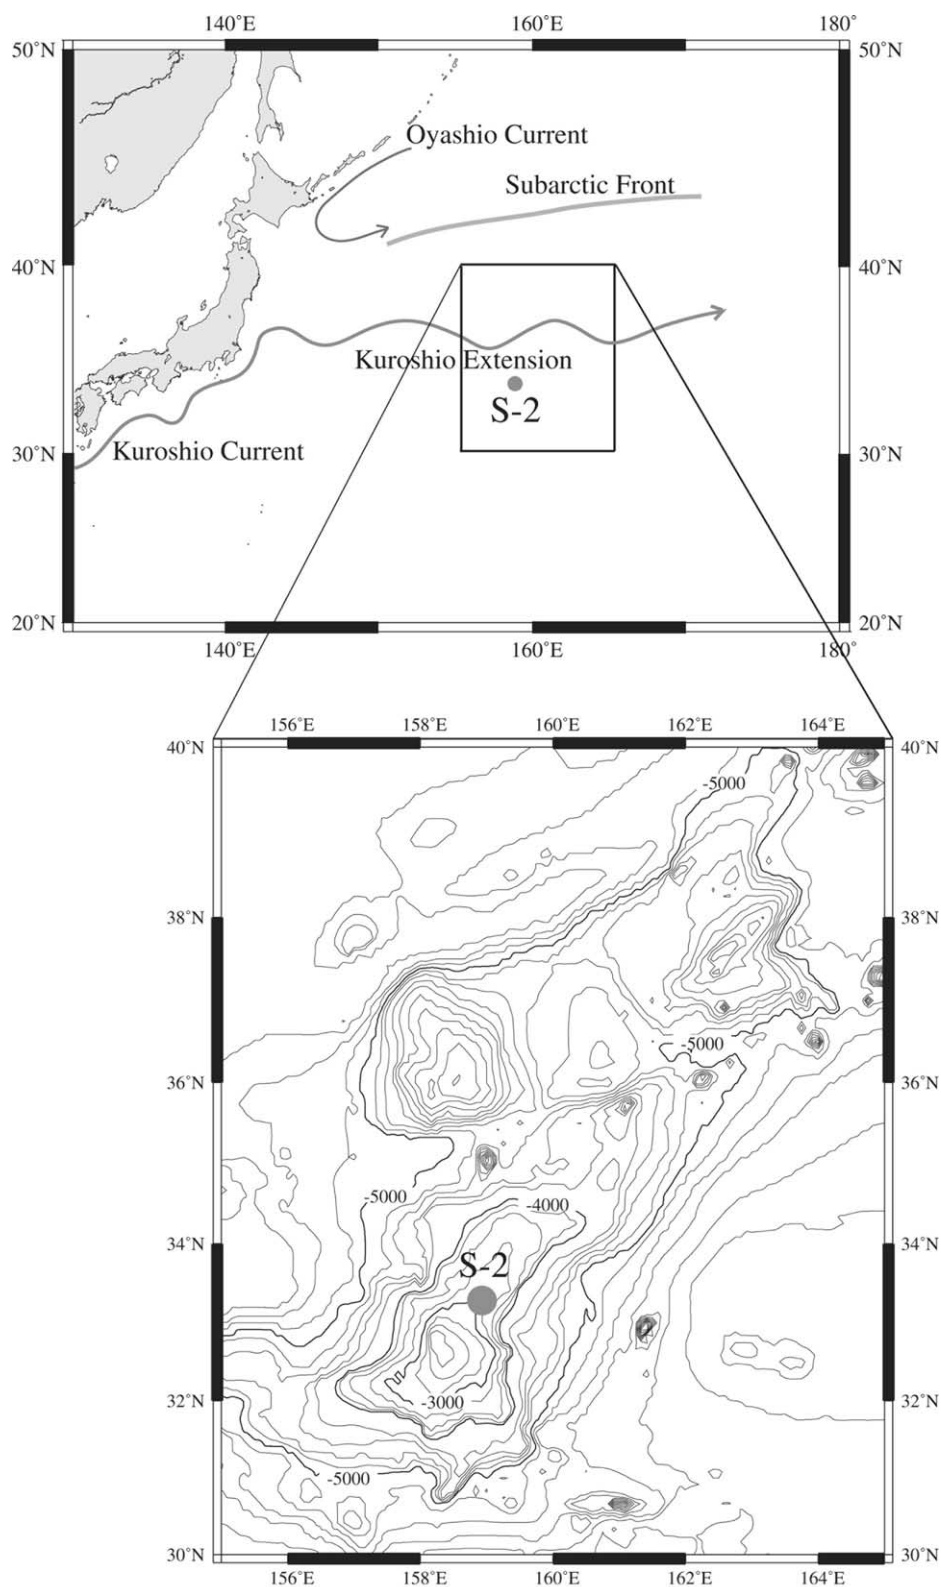 140˚E 160˚E 180˚
50˚N 50˚N
Oyashio Current
Subarctic Front
40˚N 40˚N
Kuroshio Extension
S-2
Kuroshio Current
30˚N 30˚N
20˚N 20˚N
140˚E 160˚E 180˚
156˚E 158˚E 160˚E 162˚E 164˚E
40˚N 40˚N
-5000
38˚N 38˚N
-5000
36˚N 36˚N
-5000
-4000
34˚N 34˚N
S-2
32˚N 32˚N
-3000
-5000
30˚N 30˚N
156˚E 158˚E 160˚E 162˚E 164˚E